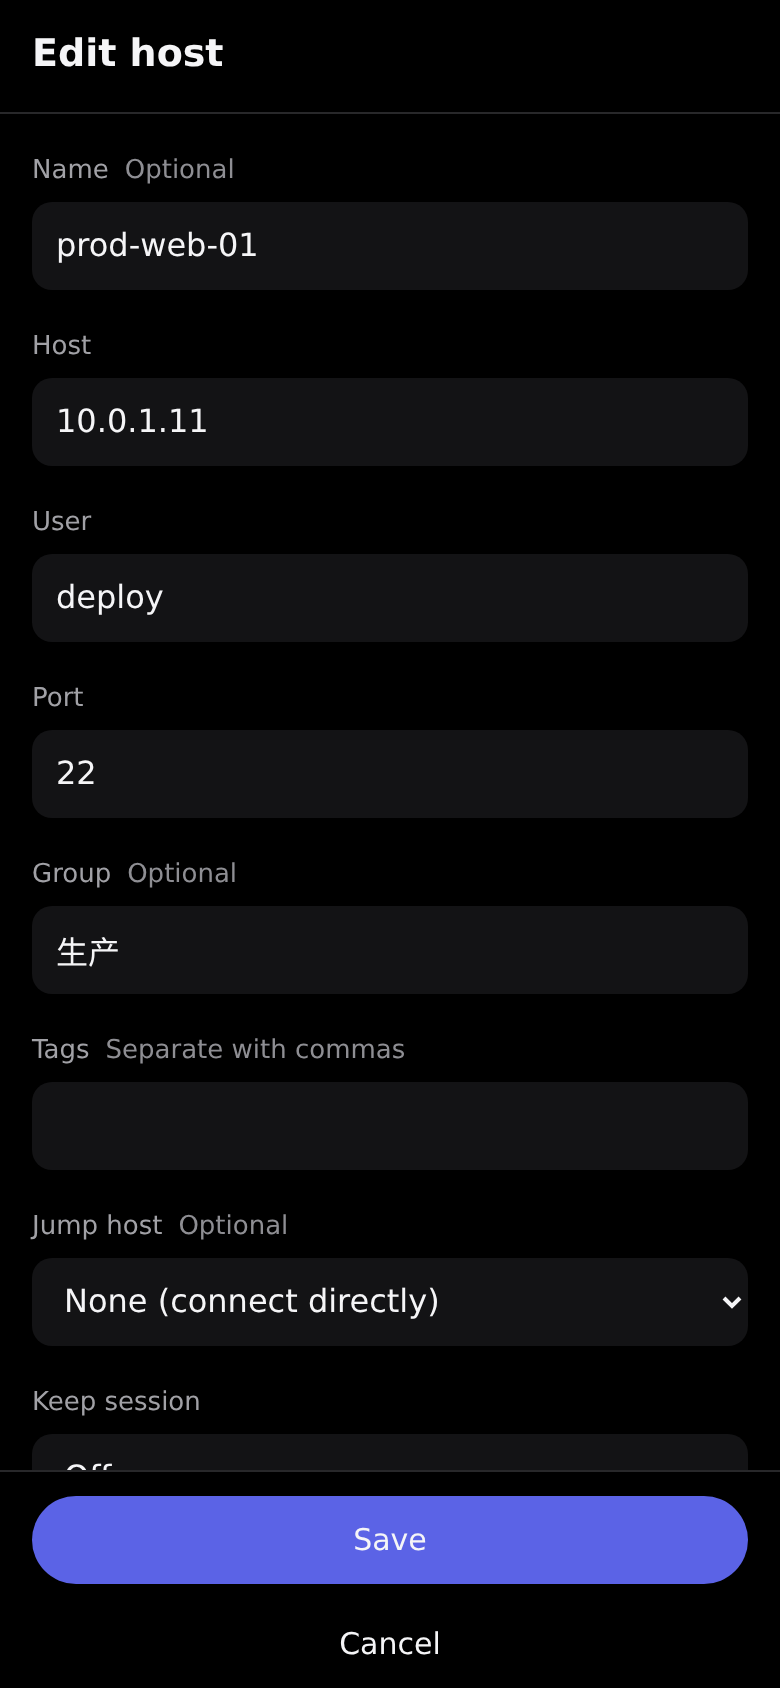 Edit host
Name Optional
prod-web-01
Host
10.0.1.11
User
deploy
Port
22
Group Optional
生产
Tags Separate with commas
Jump host Optional
None (connect directly)
Keep session
Off
Save
Cancel